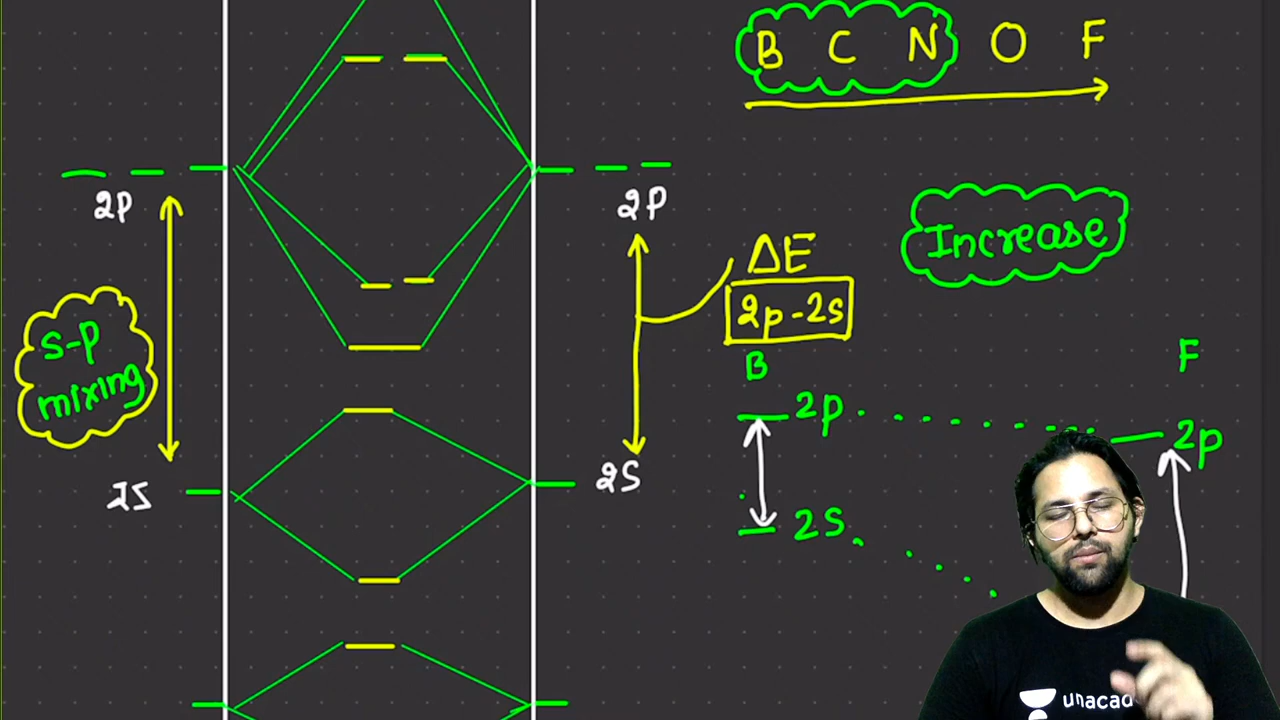 B C N O F
2p
2p
Increase
ΔE
2p-2s
s-p
mixing
B
F
2p
2p
2S
2S
2S
unacad